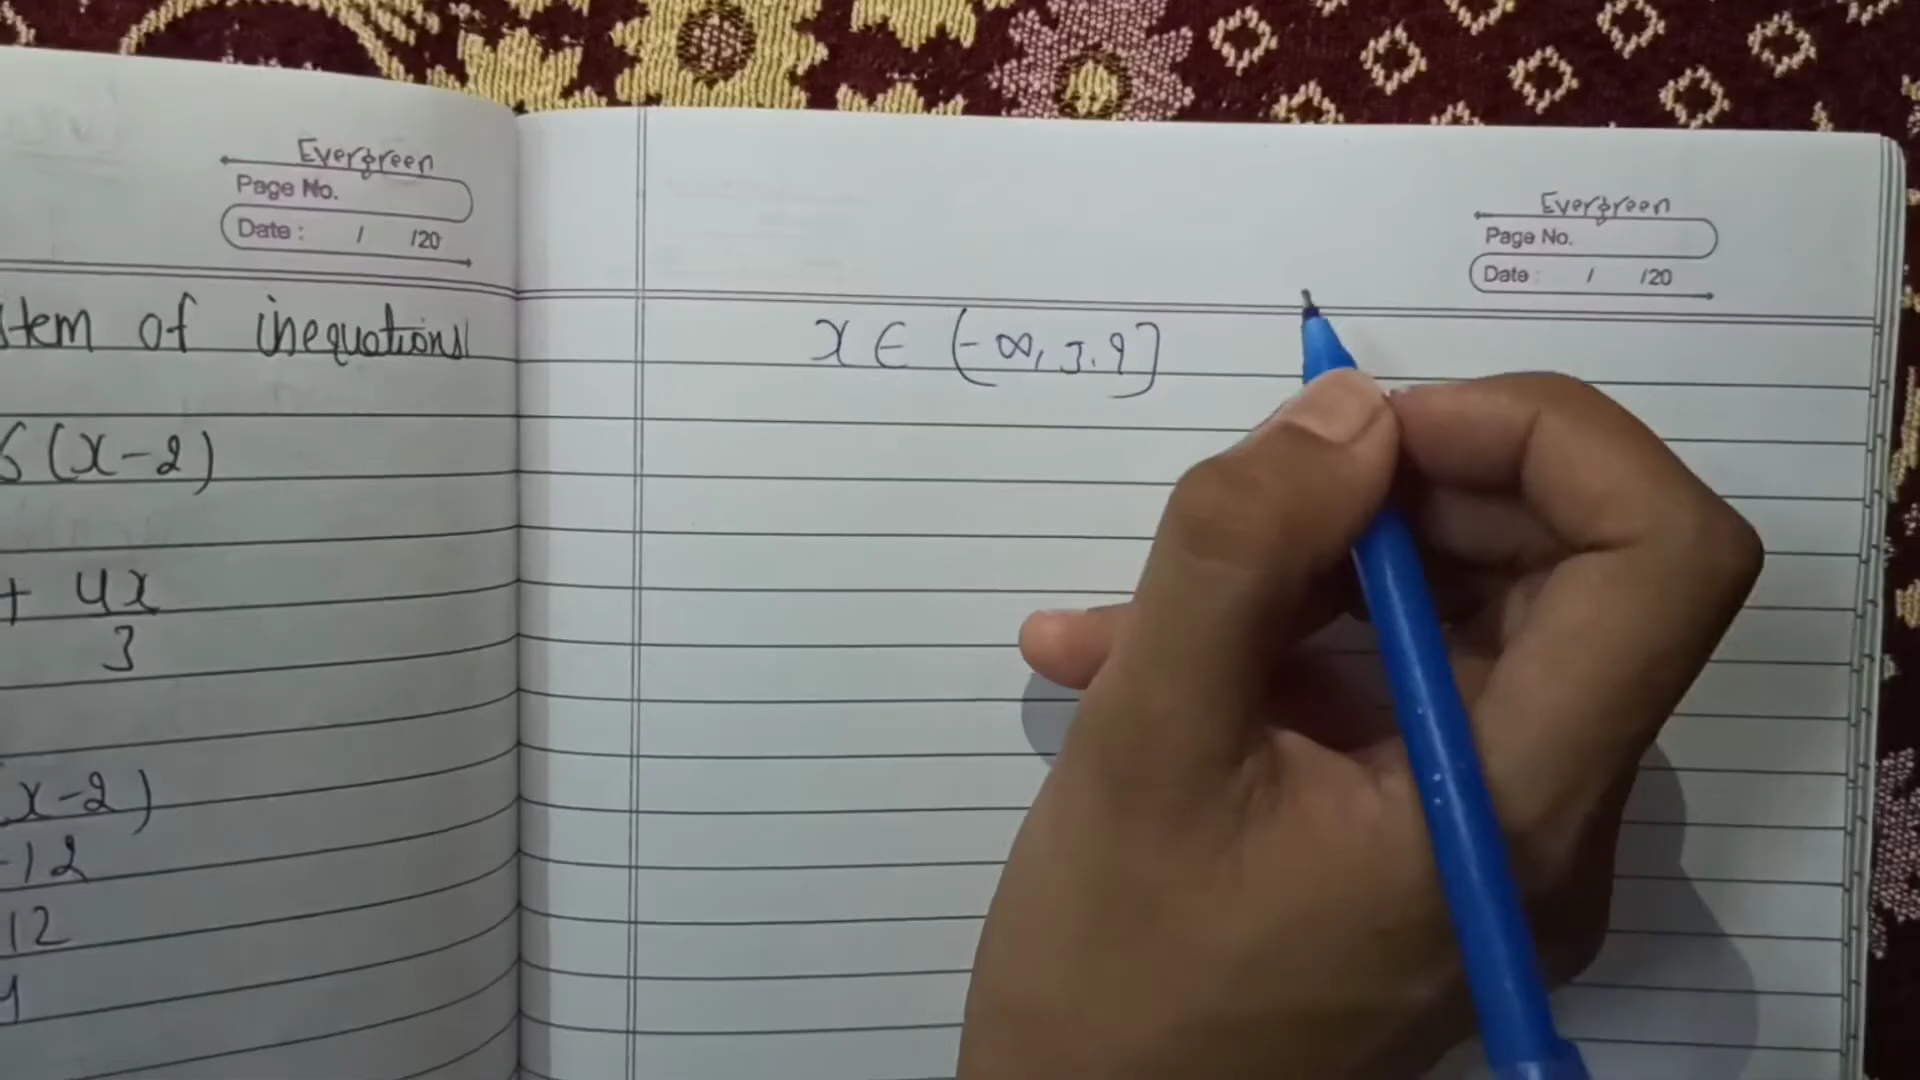 Evergreen
Page No.
Date : / /20
stem of inequations
(x-2)
+ 4x
3
x-2)
-12
12
Evergreen
Page No.
Date : / /20
x ∈ (-∞, 3.9]